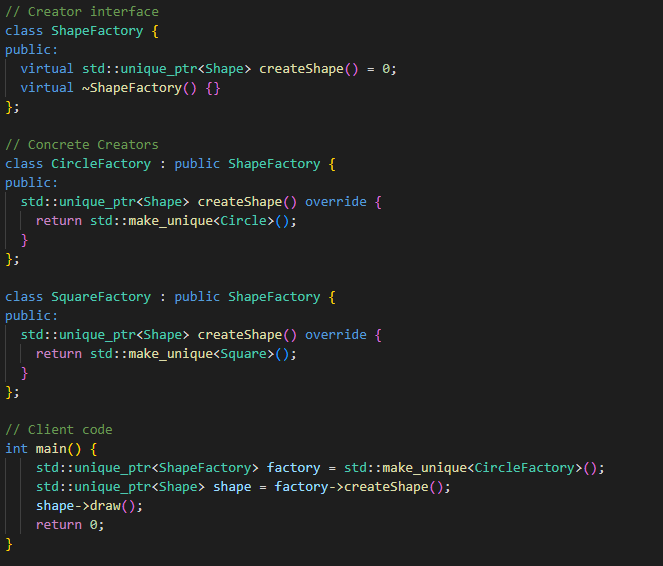 // Creator interface
class ShapeFactory {
public:
  virtual std::unique_ptr<Shape> createShape() = 0;
  virtual ~ShapeFactory() {}
};

// Concrete Creators
class CircleFactory : public ShapeFactory {
public:
  std::unique_ptr<Shape> createShape() override {
    return std::make_unique<Circle>();
  }
};

class SquareFactory : public ShapeFactory {
public:
  std::unique_ptr<Shape> createShape() override {
    return std::make_unique<Square>();
  }
};

// Client code
int main() {
    std::unique_ptr<ShapeFactory> factory = std::make_unique<CircleFactory>();
    std::unique_ptr<Shape> shape = factory->createShape();
    shape->draw();
    return 0;
}